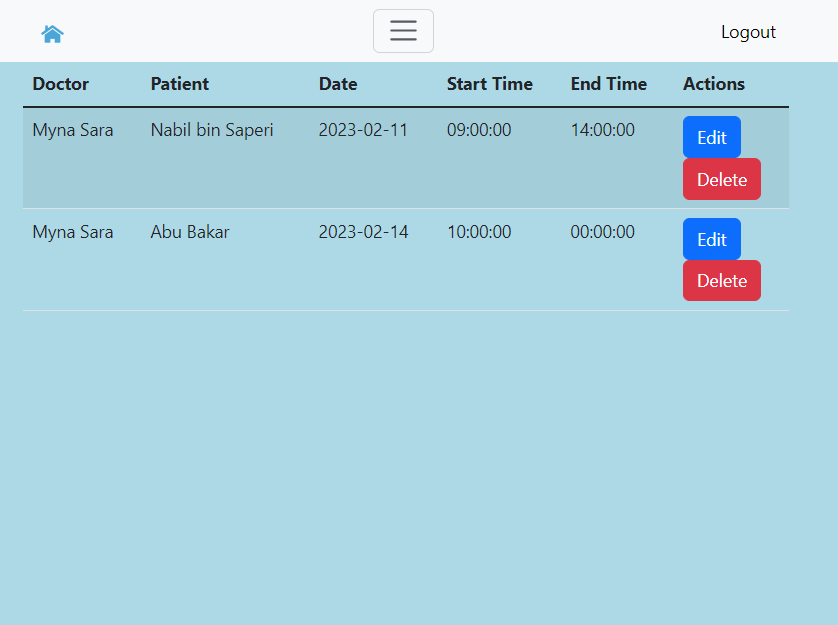 Logout
Doctor Patient Date Start Time End Time Actions
Myna Sara Nabil bin Saperi 2023-02-11 09:00:00 14:00:00 Edit
Delete
Myna Sara Abu Bakar 2023-02-14 10:00:00 00:00:00 Edit
Delete